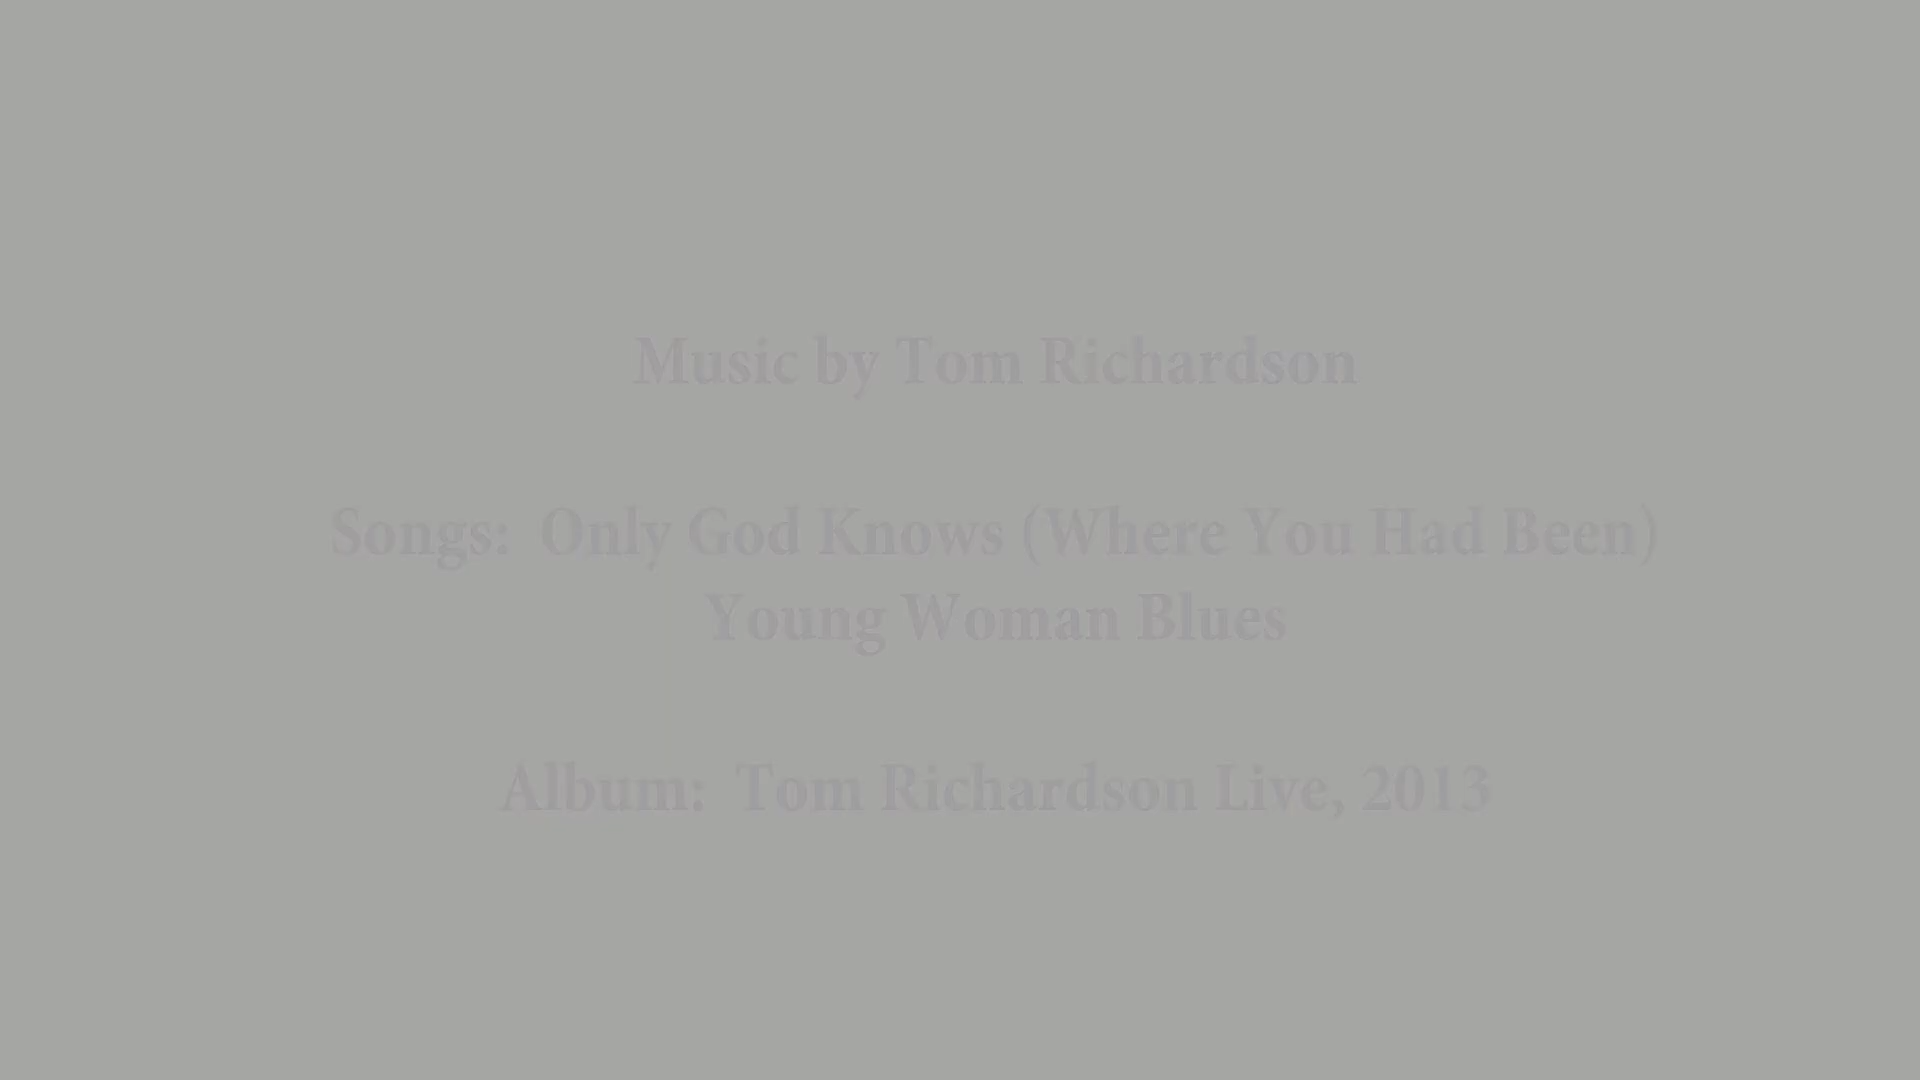 Music by Tom Richardson
Songs:  Only God Knows (Where You Had Been)
Young Woman Blues
Album:  Tom Richardson Live, 2013